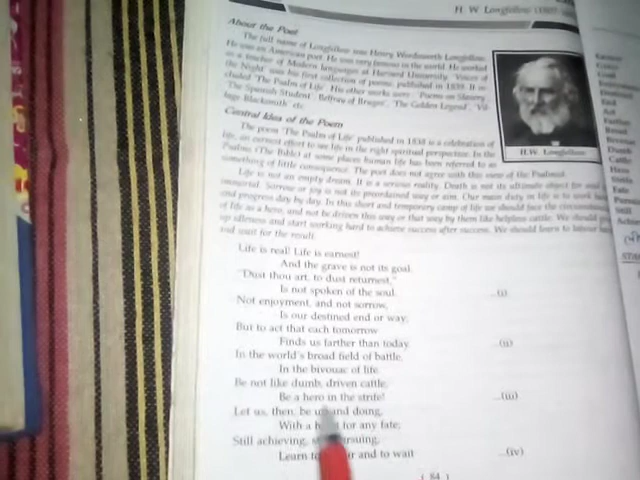 H. W. Longfellow
About the Poet
The full name of Longfellow was Henry Wordsworth Longfellow.
He was an American poet. He was very famous in the world. He worked
as a teacher of Modern languages at Harvard University. 'Voices of
the Night' was his first collection of poems, published in 1838. It in-
cluded 'The Psalm of Life'. His other works were : 'Poems on Slavery',
'The Spanish Student', 'Belfrey of Bruges', 'The Golden Legend', 'Vil-
lage Blacksmith' etc.
H.W. Longfellow
Central Idea of the Poem
The poem 'The Psalm of Life' published in 1838 is a celebration of
life, an earnest effort to see life in the right spiritual perspective. In the
Psalms (The Bible) at some places human life has been referred to as
something of little consequence. The poet does not agree with this view of the Psalmist.
Life is not an empty dream. It is a serious reality. Death is not its ultimate object for soul is
immortal. Sorrow or joy is not its preordained way or aim. Our main duty in life is to work hard
and progress day by day. In this short and temporary camp of life we should face the circumstances
of life as a hero, and not be driven this way or that way by them like helpless cattle. We should give
up idleness and start working hard to achieve success after success. We should learn to labour hard
and wait for the result.
Life is real! Life is earnest!
And the grave is not its goal;
"Dust thou art, to dust returnest,"
Is not spoken of the soul. ...(i)
Not enjoyment, and not sorrow,
Is our destined end or way;
But to act that each tomorrow
Finds us farther than today. ...(ii)
In the world's broad field of battle,
In the bivouac of life,
Be not like dumb, driven cattle,
Be a hero in the strife! ...(iii)
Let us, then, be up and doing,
With a for any fate;
Still achieving,
Learn to and to wait ...(iv)
( 84 )